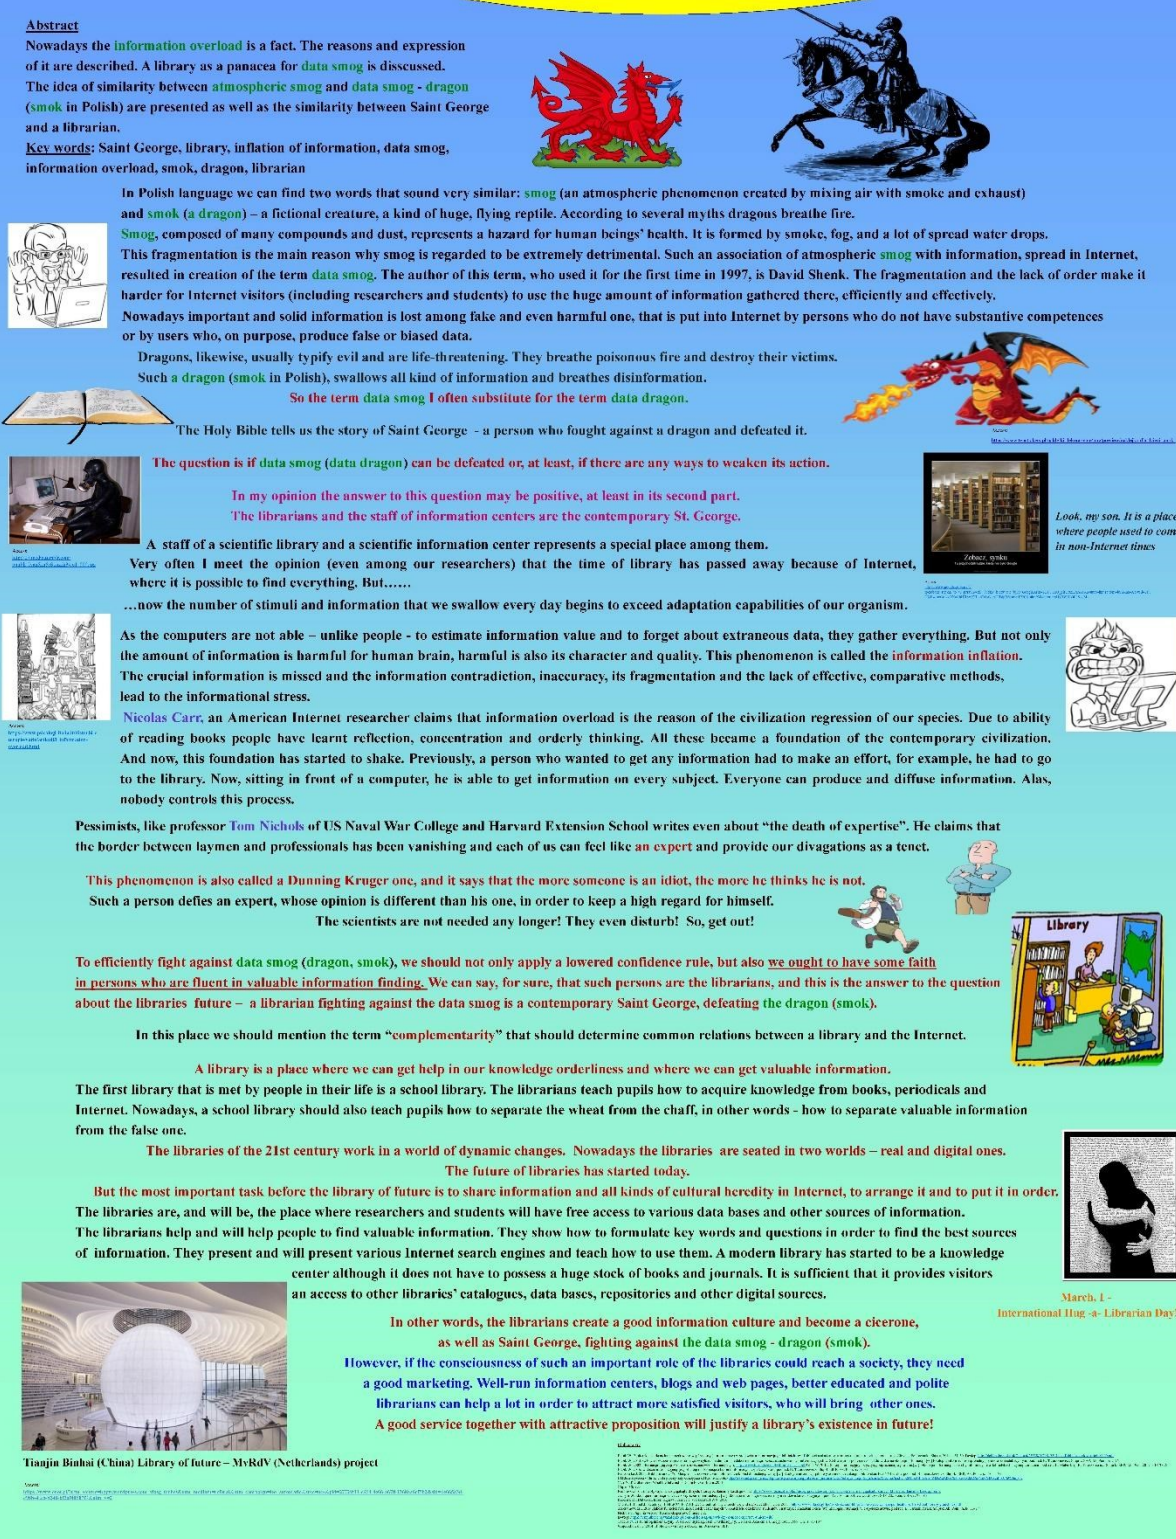 Abstract
Nowadays the information overload is a fact. The reasons and expression
of it are described. A library as a panacea for data smog is disscused.
The idea of similarity between atmospheric smog and data smog - dragon
(smok in Polish) are presented as well as the similarity between Saint George
and a librarian.
Key words: Saint George, library, inflation of information, data smog,
information overload, smok, dragon, librarian
In Polish language we can find two words that sound very similar: smog (an atmospheric phenomenon created by mixing air with smoke and exhaust)
and smok (a dragon) – a fictional creature, a kind of huge, flying reptile. According to several myths dragons breathe fire.
Smog, composed of many compounds and dust, represents a hazard for human beings' health. It is formed by smoke, fog, and a lot of spread water drops.
This fragmentation is the main reason why smog is regarded to be extremely detrimental. Such an association of atmospheric smog with information, spread in Internet,
resulted in creation of the term data smog. The author of this term, who used it for the first time in 1997, is David Shenk. The fragmentation and the lack of order make it
harder for Internet visitors (including researchers and students) to use the huge amount of information gathered there, efficiently and effectively.
Nowadays important and solid information is lost among fake and even harmful one, that is put into Internet by persons who do not have substantive competences
or by users who, on purpose, produce false or biased data.
Dragons, likewise, usually typify evil and are life-threatening. They breathe poisonous fire and destroy their victims.
Such a dragon (smok in Polish), swallows all kind of information and breathes disinformation.
So the term data smog I often substitute for the term data dragon.
The Holy Bible tells us the story of Saint George - a person who fought against a dragon and defeated it.
The question is if data smog (data dragon) can be defeated or, at least, if there are any ways to weaken its action.
In my opinion the answer to this question may be positive, at least in its second part.
The librarians and the staff of information centers are the contemporary St. George.
Zobacz, synku
Look, my son. It is a place
where people used to com
in non-Internet times
A staff of a scientific library and a scientific information center represents a special place among them.
Very often I meet the opinion (even among our researchers) that the time of library has passed away because of Internet,
where it is possible to find everything. But......
...now the number of stimuli and information that we swallow every day begins to exceed adaptation capabilities of our organism.
As the computers are not able – unlike people - to estimate information value and to forget about extraneous data, they gather everything. But not only
the amount of information is harmful for human brain, harmful is also its character and quality. This phenomenon is called the information inflation.
The crucial information is missed and the information contradiction, inaccuracy, its fragmentation and the lack of effective, comparative methods,
lead to the informational stress.
Nicolas Carr, an American Internet researcher claims that information overload is the reason of the civilization regression of our species. Due to ability
of reading books people have learnt reflection, concentration and orderly thinking. All these became a foundation of the contemporary civilization.
And now, this foundation has started to shake. Previously, a person who wanted to get any information had to make an effort, for example, he had to go
to the library. Now, sitting in front of a computer, he is able to get information on every subject. Everyone can produce and diffuse information. Alas,
nobody controls this process.
Pessimists, like professor Tom Nichols of US Naval War College and Harvard Extension School writes even about "the death of expertise". He claims that
the border between laymen and professionals has been vanishing and each of us can feel like an expert and provide our divagations as a tenet.
This phenomenon is also called a Dunning Kruger one, and it says that the more someone is an idiot, the more he thinks he is not.
Such a person defies an expert, whose opinion is different than his one, in order to keep a high regard for himself.
The scientists are not needed any longer! They even disturb! So, get out!
Library
To efficiently fight against data smog (dragon, smok), we should not only apply a lowered confidence rule, but also we ought to have some faith
in persons who are fluent in valuable information finding. We can say, for sure, that such persons are the librarians, and this is the answer to the question
about the libraries future – a librarian fighting against the data smog is a contemporary Saint George, defeating the dragon (smok).
In this place we should mention the term "complementarity" that should determine common relations between a library and the Internet.
A library is a place where we can get help in our knowledge orderliness and where we can get valuable information.
The first library that is met by people in their life is a school library. The librarians teach pupils how to acquire knowledge from books, periodicals and
Internet. Nowadays, a school library should also teach pupils how to separate the wheat from the chaff, in other words - how to separate valuable information
from the false one.
The libraries of the 21st century work in a world of dynamic changes. Nowadays the libraries are seated in two worlds – real and digital ones.
The future of libraries has started today.
But the most important task before the library of future is to share information and all kinds of cultural heredity in Internet, to arrange it and to put it in order.
The libraries are, and will be, the place where researchers and students will have free access to various data bases and other sources of information.
The librarians help and will help people to find valuable information. They show how to formulate key words and questions in order to find the best sources
of information. They present and will present various Internet search engines and teach how to use them. A modern library has started to be a knowledge
center although it does not have to possess a huge stock of books and journals. It is sufficient that it provides visitors
an access to other libraries' catalogues, data bases, repositories and other digital sources.
March, 1 -
International Hug -a- Librarian Day
In other words, the librarians create a good information culture and become a cicerone,
as well as Saint George, fighting against the data smog - dragon (smok).
However, if the consciousness of such an important role of the libraries could reach a society, they need
a good marketing. Well-run information centers, blogs and web pages, better educated and polite
librarians can help a lot in order to attract more satisfied visitors, who will bring other ones.
A good service together with attractive proposition will justify a library's existence in future!
Tianjin Binhai (China) Library of future – MvRdV (Netherlands) project